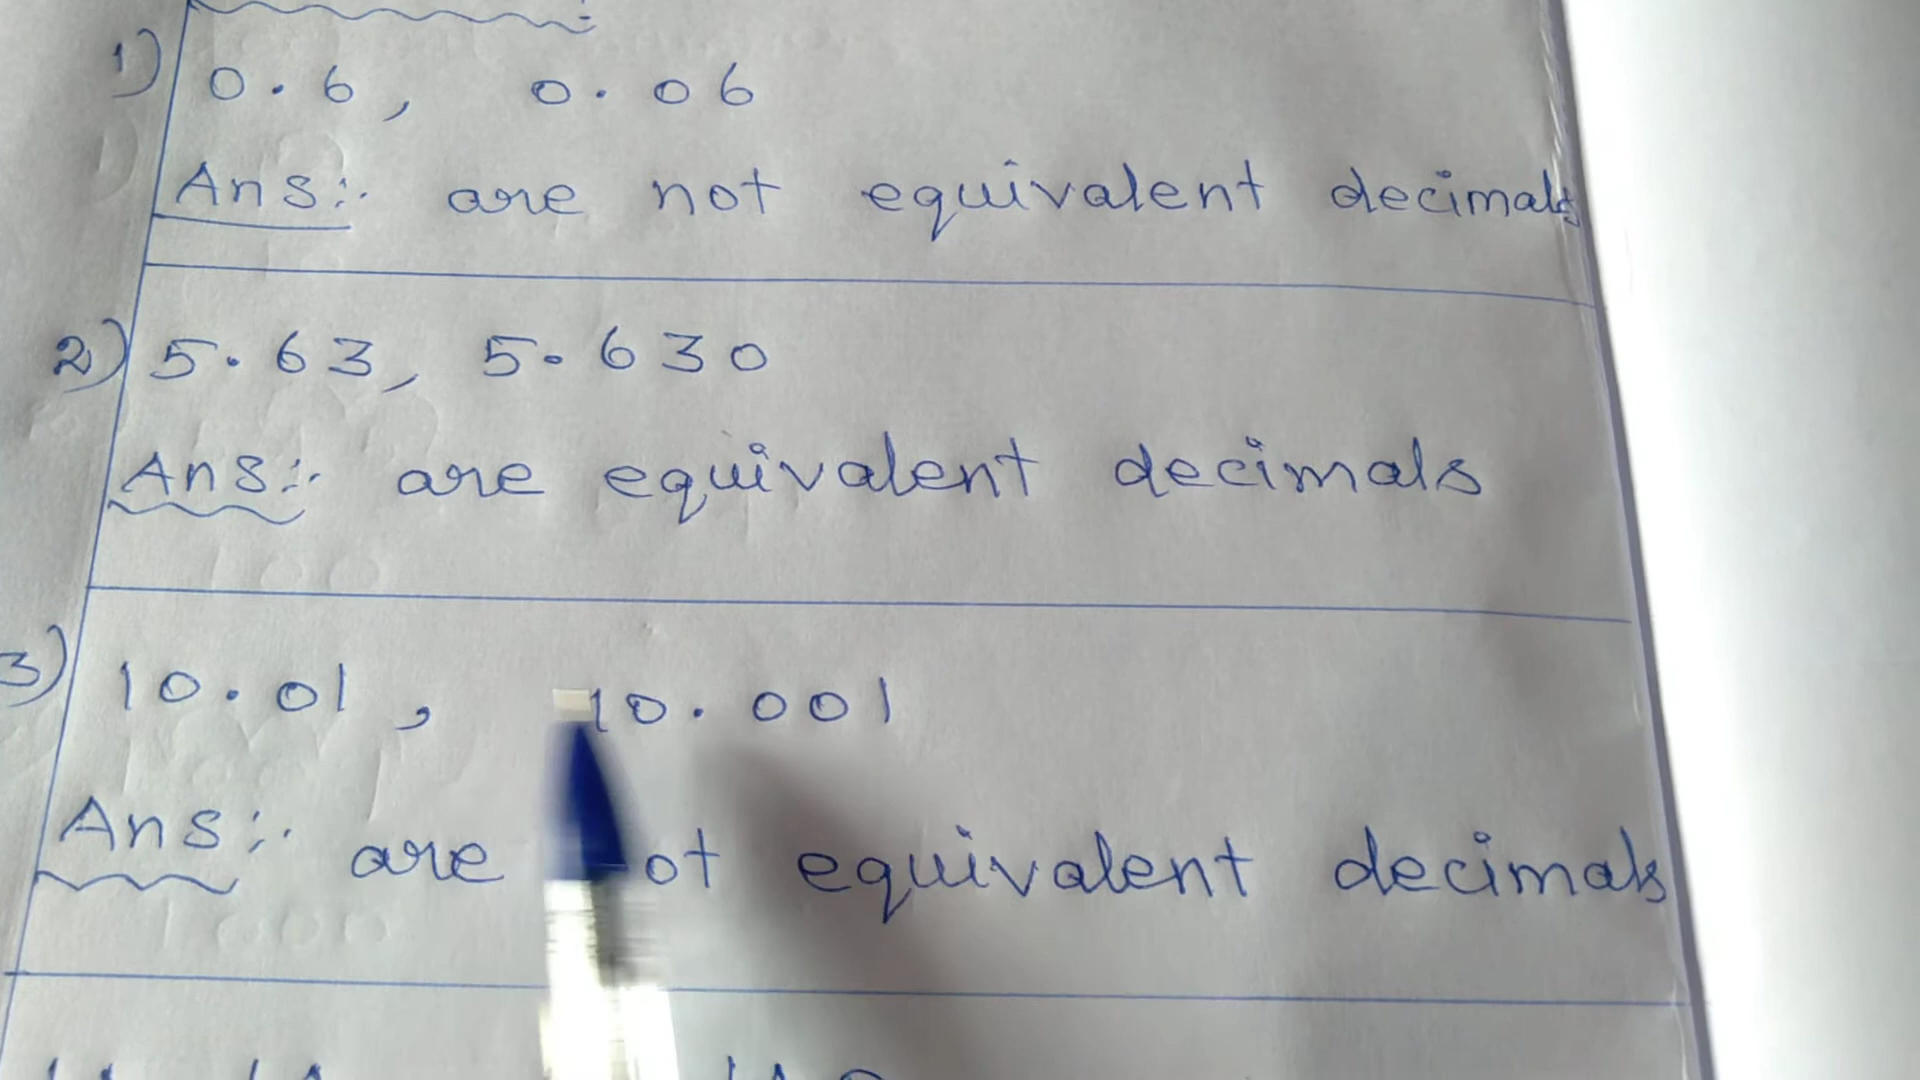 1) 0.6, 0.06
Ans:- are not equivalent decimals
2) 5.63, 5.630
Ans:- are equivalent decimals
3) 10.01, 10.001
Ans:- are equivalent decimals